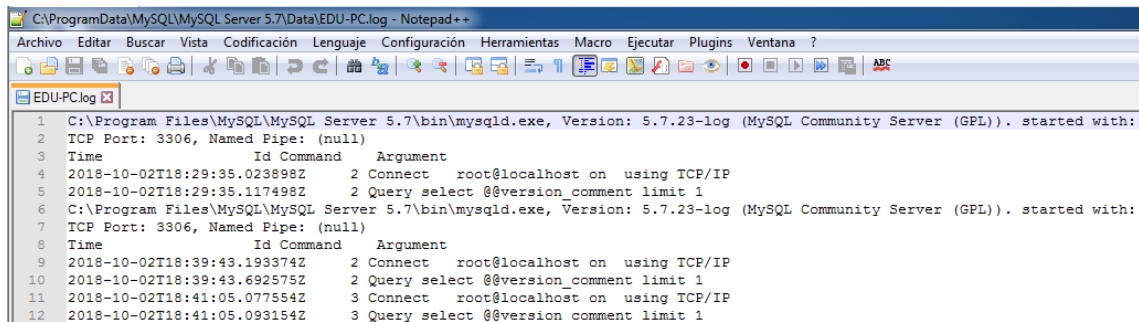 C:\ProgramData\MySQL\MySQL Server 5.7\Data\EDU-PC.log - Notepad++
Archivo Editar Buscar Vista Codificación Lenguaje Configuración Herramientas Macro Ejecutar Plugins Ventana ?
ABC
EDU-PC.log
1 C:\Program Files\MySQL\MySQL Server 5.7\bin\mysqld.exe, Version: 5.7.23-log (MySQL Community Server (GPL)). started with:
2 TCP Port: 3306, Named Pipe: (null)
3 Time Id Command Argument
4 2018-10-02T18:29:35.023898Z 2 Connect root@localhost on using TCP/IP
5 2018-10-02T18:29:35.117498Z 2 Query select @@version_comment limit 1
6 C:\Program Files\MySQL\MySQL Server 5.7\bin\mysqld.exe, Version: 5.7.23-log (MySQL Community Server (GPL)). started with:
7 TCP Port: 3306, Named Pipe: (null)
8 Time Id Command Argument
9 2018-10-02T18:39:43.193374Z 2 Connect root@localhost on using TCP/IP
10 2018-10-02T18:39:43.692575Z 2 Query select @@version_comment limit 1
11 2018-10-02T18:41:05.077554Z 3 Connect root@localhost on using TCP/IP
12 2018-10-02T18:41:05.093154Z 3 Query select @@version comment limit 1